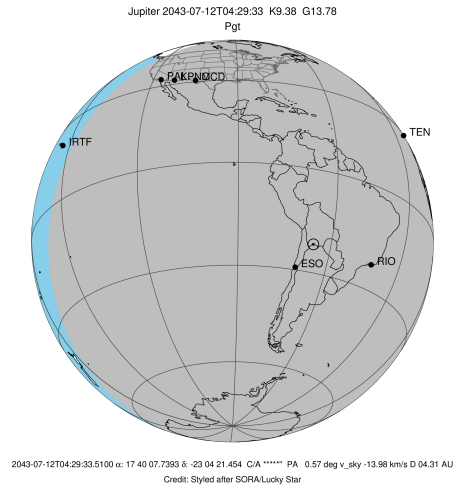 Jupiter 2043-07-12T04:29:33 K9.38 G13.78
Pgt
KPNO
MCD
IRTF
TEN
ESO
RIO
2043-07-12T04:29:33.5100 α: 17 40 07.7393 δ: -23 04 21.454 C/A *****" PA 0.57 deg v_sky -13.98 km/s D 04.31 AU
Credit: Styled after SORA/Lucky Star